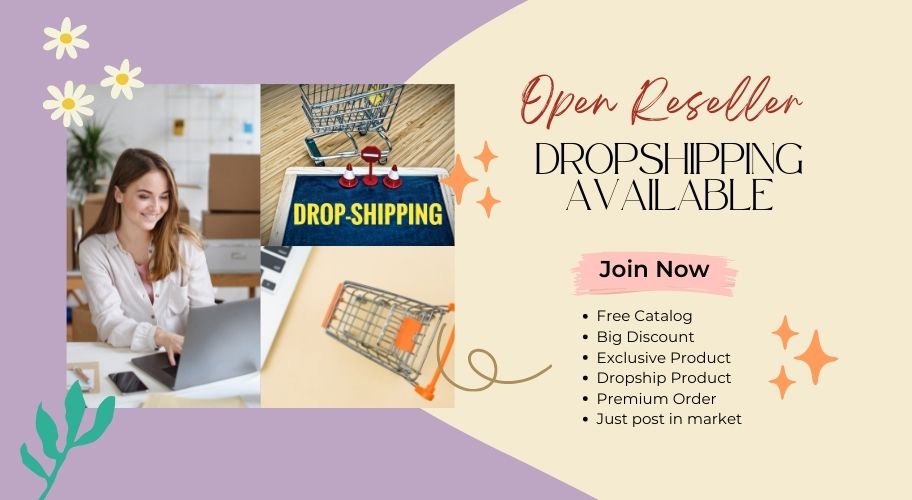 Open Reseller
DROPSHIPPING
AVAILABLE
DROP-SHIPPING
Join Now
• Free Catalog
• Big Discount
• Exclusive Product
• Dropship Product
• Premium Order
• Just post in market